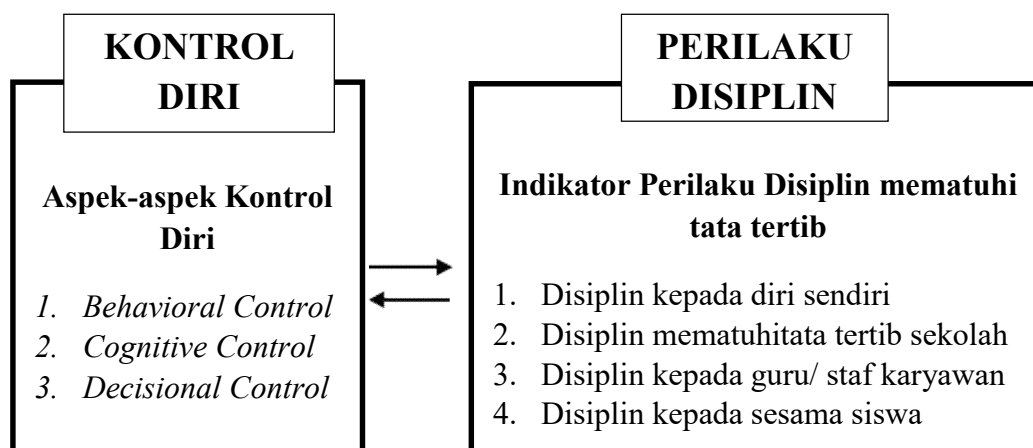 KONTROL
DIRI
Aspek-aspek Kontrol
Diri
1. Behavioral Control
2. Cognitive Control
3. Decisional Control
PERILAKU
DISIPLIN
Indikator Perilaku Disiplin mematuhi
tata tertib
1. Disiplin kepada diri sendiri
2. Disiplin mematuhitata tertib sekolah
3. Disiplin kepada guru/ staf karyawan
4. Disiplin kepada sesama siswa